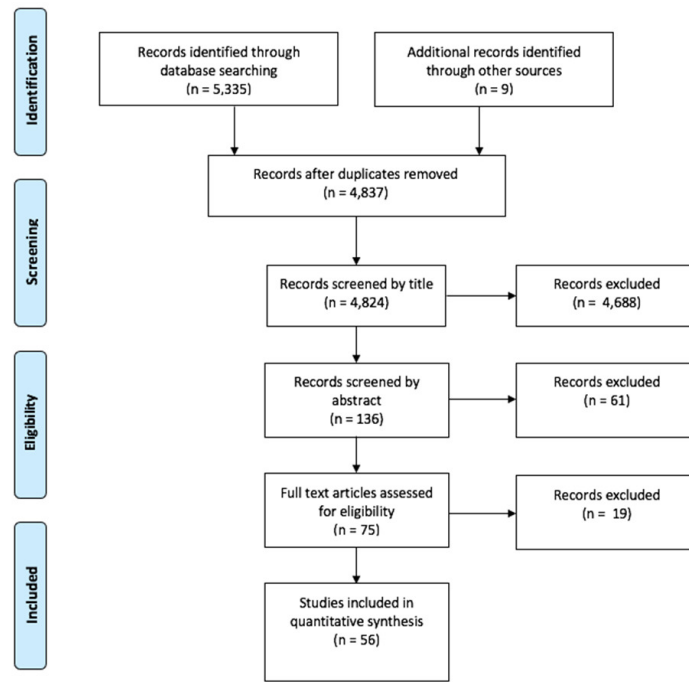 Identification
Records identified through
database searching
(n = 5,335)
Additional records identified
through other sources
(n = 9)
Records after duplicates removed
(n = 4,837)
Screening
Records screened by title
(n = 4,824)
Records excluded
(n = 4,688)
Eligibility
Records screened by
abstract
(n = 136)
Records excluded
(n = 61)
Full text articles assessed
for eligibility
(n = 75)
Records excluded
(n = 19)
Included
Studies included in
quantitative synthesis
(n = 56)